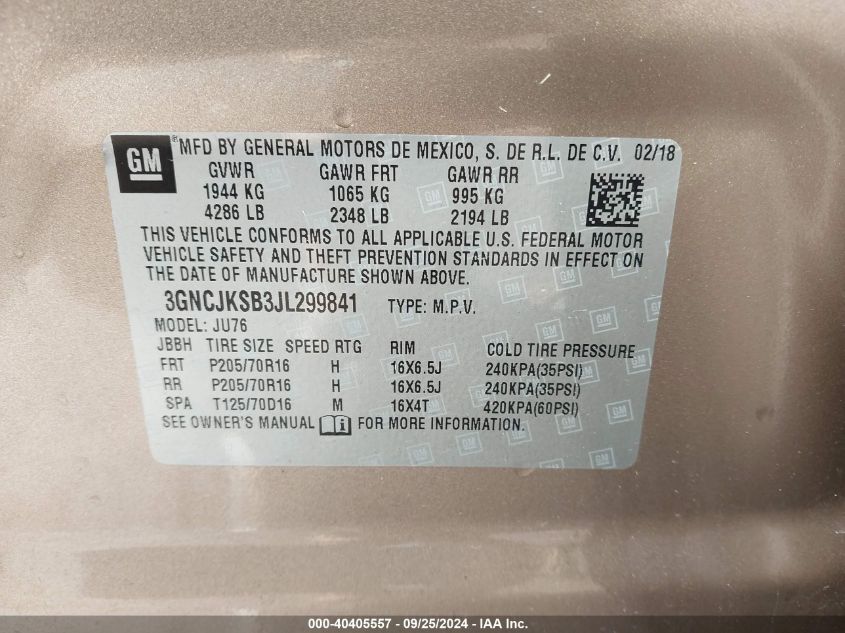 GM MFD BY GENERAL MOTORS DE MEXICO, S. DE R.L. DE C.V. 02/18
GVWR GAWR FRT GAWR RR
1944 KG 1065 KG 995 KG
4286 LB 2348 LB 2194 LB
THIS VEHICLE CONFORMS TO ALL APPLICABLE U.S. FEDERAL MOTOR
VEHICLE SAFETY AND THEFT PREVENTION STANDARDS IN EFFECT ON
THE DATE OF MANUFACTURE SHOWN ABOVE.
3GNCJKSB3JL299841 TYPE: M.P.V.
MODEL: JU76
JBBH TIRE SIZE SPEED RTG RIM COLD TIRE PRESSURE
FRT P205/70R16 H 16X6.5J 240KPA(35PSI)
RR P205/70R16 H 16X6.5J 240KPA(35PSI)
SPA T125/70D16 M 16X4T 420KPA(60PSI)
SEE OWNER'S MANUAL FOR MORE INFORMATION.
000-40405557 - 09/25/2024 - IAA Inc.